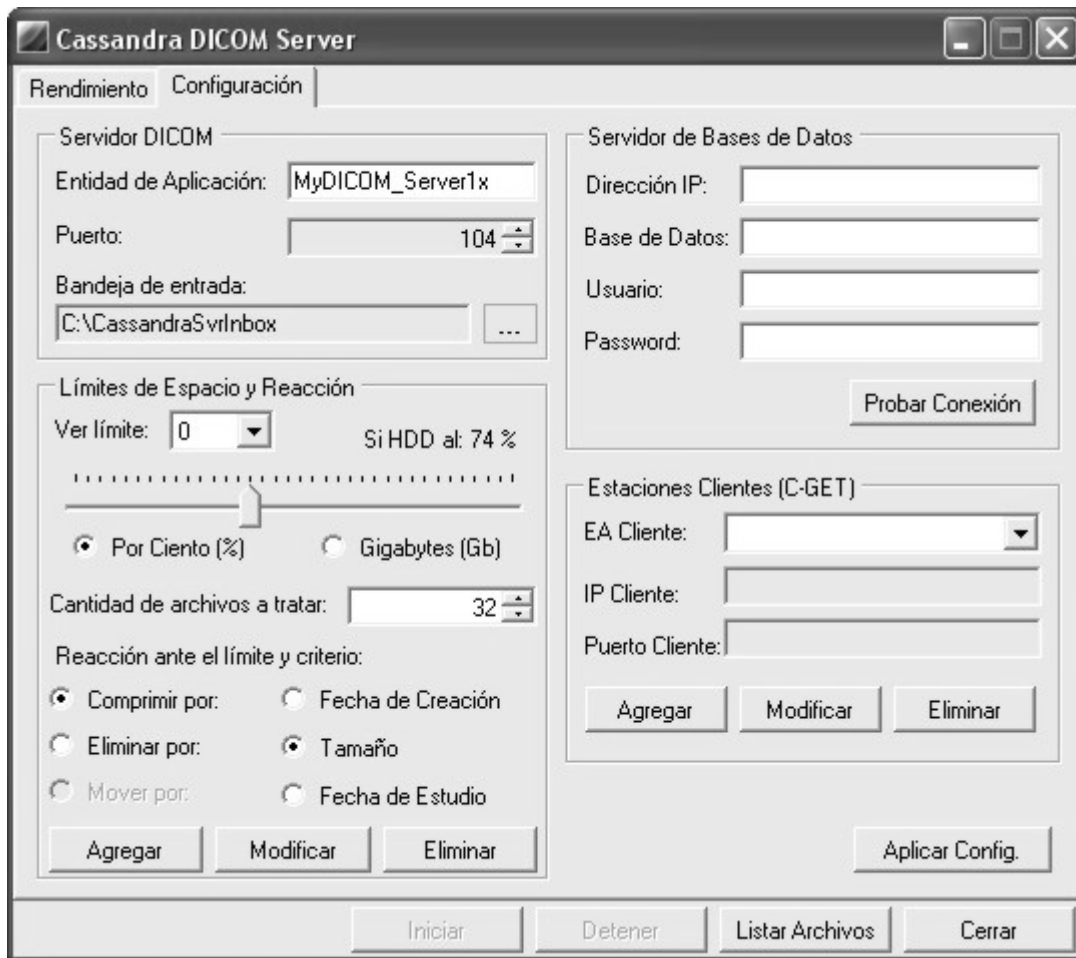 Cassandra DICOM Server
Rendimiento
Configuración
Servidor DICOM
Entidad de Aplicación: MyDICOM_Server1x
Puerto: 104
Bandeja de entrada:
C:\CassandraSvrInbox ...
Límites de Espacio y Reacción
Ver límite: 0 Si HDD al: 74 %
Por Ciento (%) Gigabytes (Gb)
Cantidad de archivos a tratar: 32
Reacción ante el límite y criterio:
Comprimir por: Fecha de Creación
Eliminar por: Tamaño
Mover por: Fecha de Estudio
Agregar Modificar Eliminar
Servidor de Bases de Datos
Dirección IP:
Base de Datos:
Usuario:
Password:
Probar Conexión
Estaciones Clientes (C-GET)
EA Cliente:
IP Cliente:
Puerto Cliente:
Agregar Modificar Eliminar
Aplicar Config.
Iniciar Detener Listar Archivos Cerrar